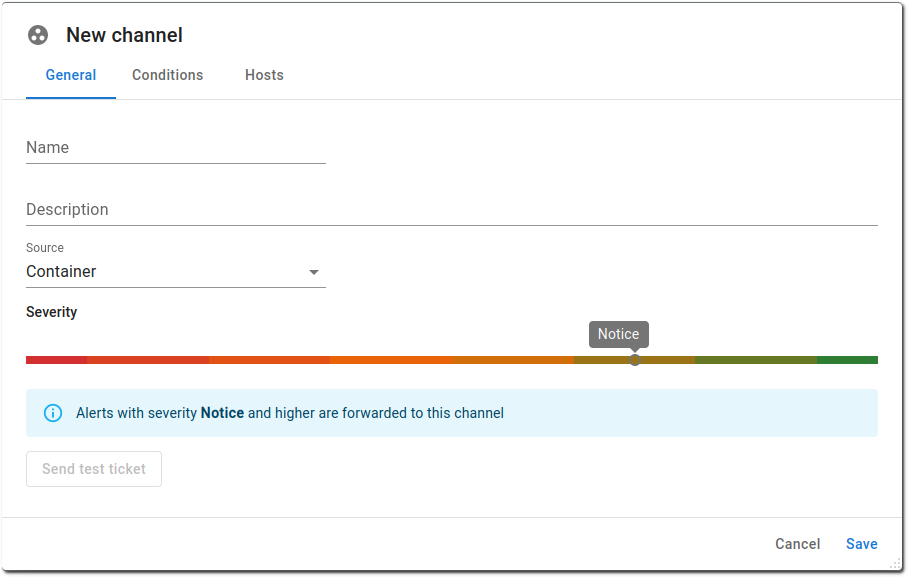 New channel
General Conditions Hosts
Name
Description
Source
Container
Severity
Notice
Alerts with severity Notice and higher are forwarded to this channel
Send test ticket
Cancel Save